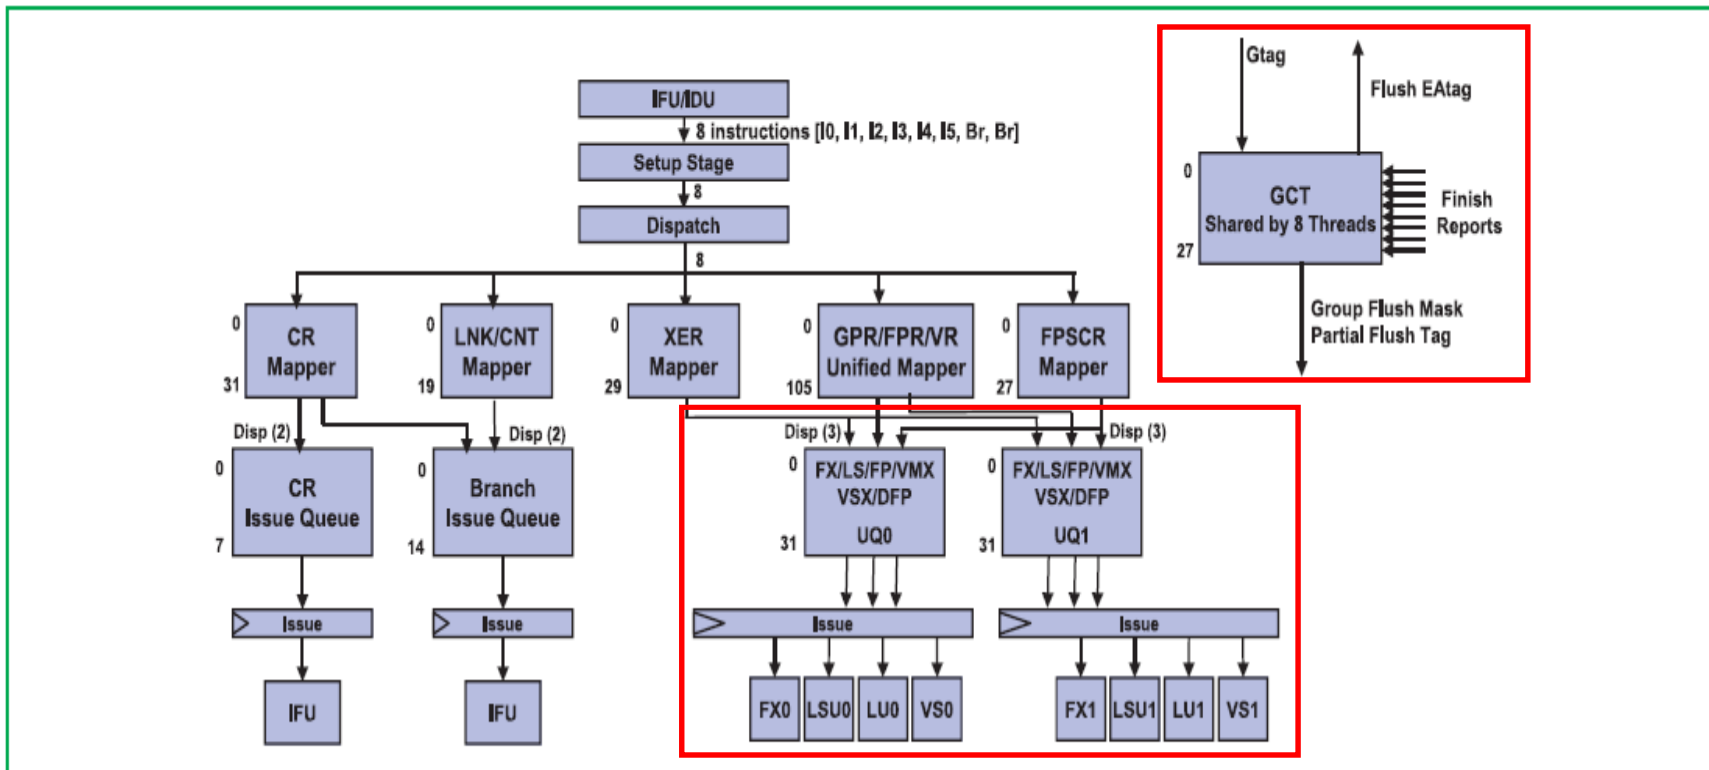 IFU/IDU
8 instructions [I0, I1, I2, I3, I4, I5, Br, Br]
Setup Stage
8
Dispatch
8
Gtag
Flush EAtag
0
GCT
Shared by 8 Threads
27
Finish
Reports
Group Flush Mask
Partial Flush Tag
0
CR
Mapper
31
0
LNK/CNT
Mapper
19
0
XER
Mapper
29
0
GPR/FPR/VR
Unified Mapper
105
0
FPSCR
Mapper
27
Disp (2)
Disp (2)
Disp (3)
Disp (3)
0
CR
Issue Queue
7
0
Branch
Issue Queue
14
0
FX/LS/FP/VMX
VSX/DFP
UQ0
31
0
FX/LS/FP/VMX
VSX/DFP
UQ1
31
Issue
Issue
Issue
Issue
IFU
IFU
FX0
LSU0
LU0
VS0
FX1
LSU1
LU1
VS1